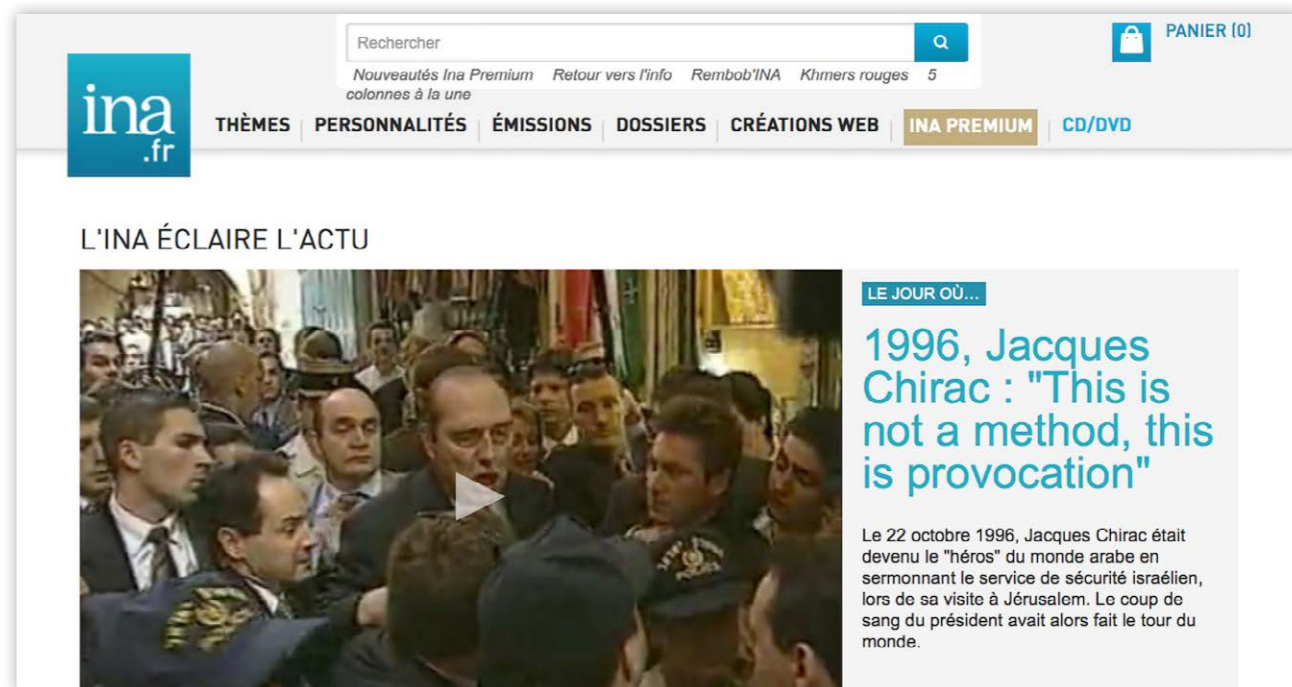 Rechercher
PANIER (0)
Nouveautés Ina Premium Retour vers l'info Rembob'INA Khmers rouges 5
colonnes à la une
ina
.fr
THÈMES PERSONNALITÉS ÉMISSIONS DOSSIERS CRÉATIONS WEB INA PREMIUM CD/DVD
L'INA ÉCLAIRE L'ACTU
LE JOUR OÙ...
1996, Jacques
Chirac : "This is
not a method, this
is provocation"
Le 22 octobre 1996, Jacques Chirac était
devenu le "héros" du monde arabe en
sermonnant le service de sécurité israélien,
lors de sa visite à Jérusalem. Le coup de
sang du président avait alors fait le tour du
monde.